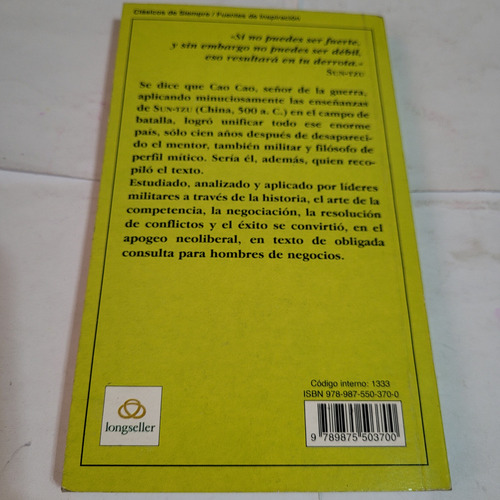 Clásicos de Siempre / Fuentes de Inspiración
«Si no puedes ser fuerte,
y sin embargo no puedes ser débil,
eso resultará en tu derrota.»
SUN-TZU
Se dice que Cao Cao, señor de la guerra,
aplicando minuciosamente las enseñanzas
de SUN-TZU (China, 500 a. C.) en el campo de
batalla, logró unificar todo ese enorme
país, sólo cien años después de desapareci-
do el mentor, también militar y filósofo de
perfil mítico. Sería él, además, quien reco-
piló el texto.
Estudiado, analizado y aplicado por líderes
militares a través de la historia, el arte de la
competencia, la negociación, la resolución
de conflictos y el éxito se convirtió, en el
apogeo neoliberal, en texto de obligada
consulta para hombres de negocios.
Código interno: 1333
ISBN 978-987-550-370-0
9 789875 503700
longseller